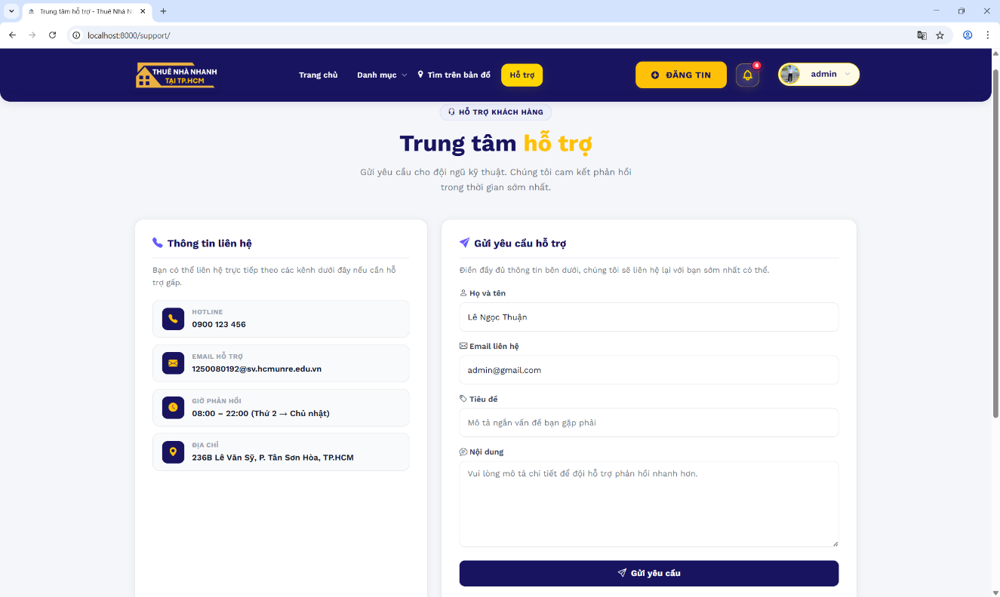 Trung tâm hỗ trợ - Thuê Nhà N
localhost:8000/support/
THUÊ NHÀ NHANH
TẠI TP.HCM
Trang chủ
Danh mục
Tìm trên bản đồ
Hỗ trợ
ĐĂNG TIN
6
admin
HỖ TRỢ KHÁCH HÀNG
Trung tâm hỗ trợ
Gửi yêu cầu cho đội ngũ kỹ thuật. Chúng tôi cam kết phản hồi
trong thời gian sớm nhất.
Thông tin liên hệ
Bạn có thể liên hệ trực tiếp theo các kênh dưới đây nếu cần hỗ
trợ gấp.
HOTLINE
0900 123 456
EMAIL HỖ TRỢ
1250080192@sv.hcmunre.edu.vn
GIỜ PHẢN HỒI
08:00 – 22:00 (Thứ 2 → Chủ nhật)
ĐỊA CHỈ
236B Lê Văn Sỹ, P. Tân Sơn Hòa, TP.HCM
Gửi yêu cầu hỗ trợ
Điền đầy đủ thông tin bên dưới, chúng tôi sẽ liên hệ lại với bạn sớm nhất có thể.
Họ và tên
Lê Ngọc Thuận
Email liên hệ
admin@gmail.com
Tiêu đề
Mô tả ngắn vấn đề bạn gặp phải
Nội dung
Vui lòng mô tả chi tiết để đội hỗ trợ phản hồi nhanh hơn.
Gửi yêu cầu